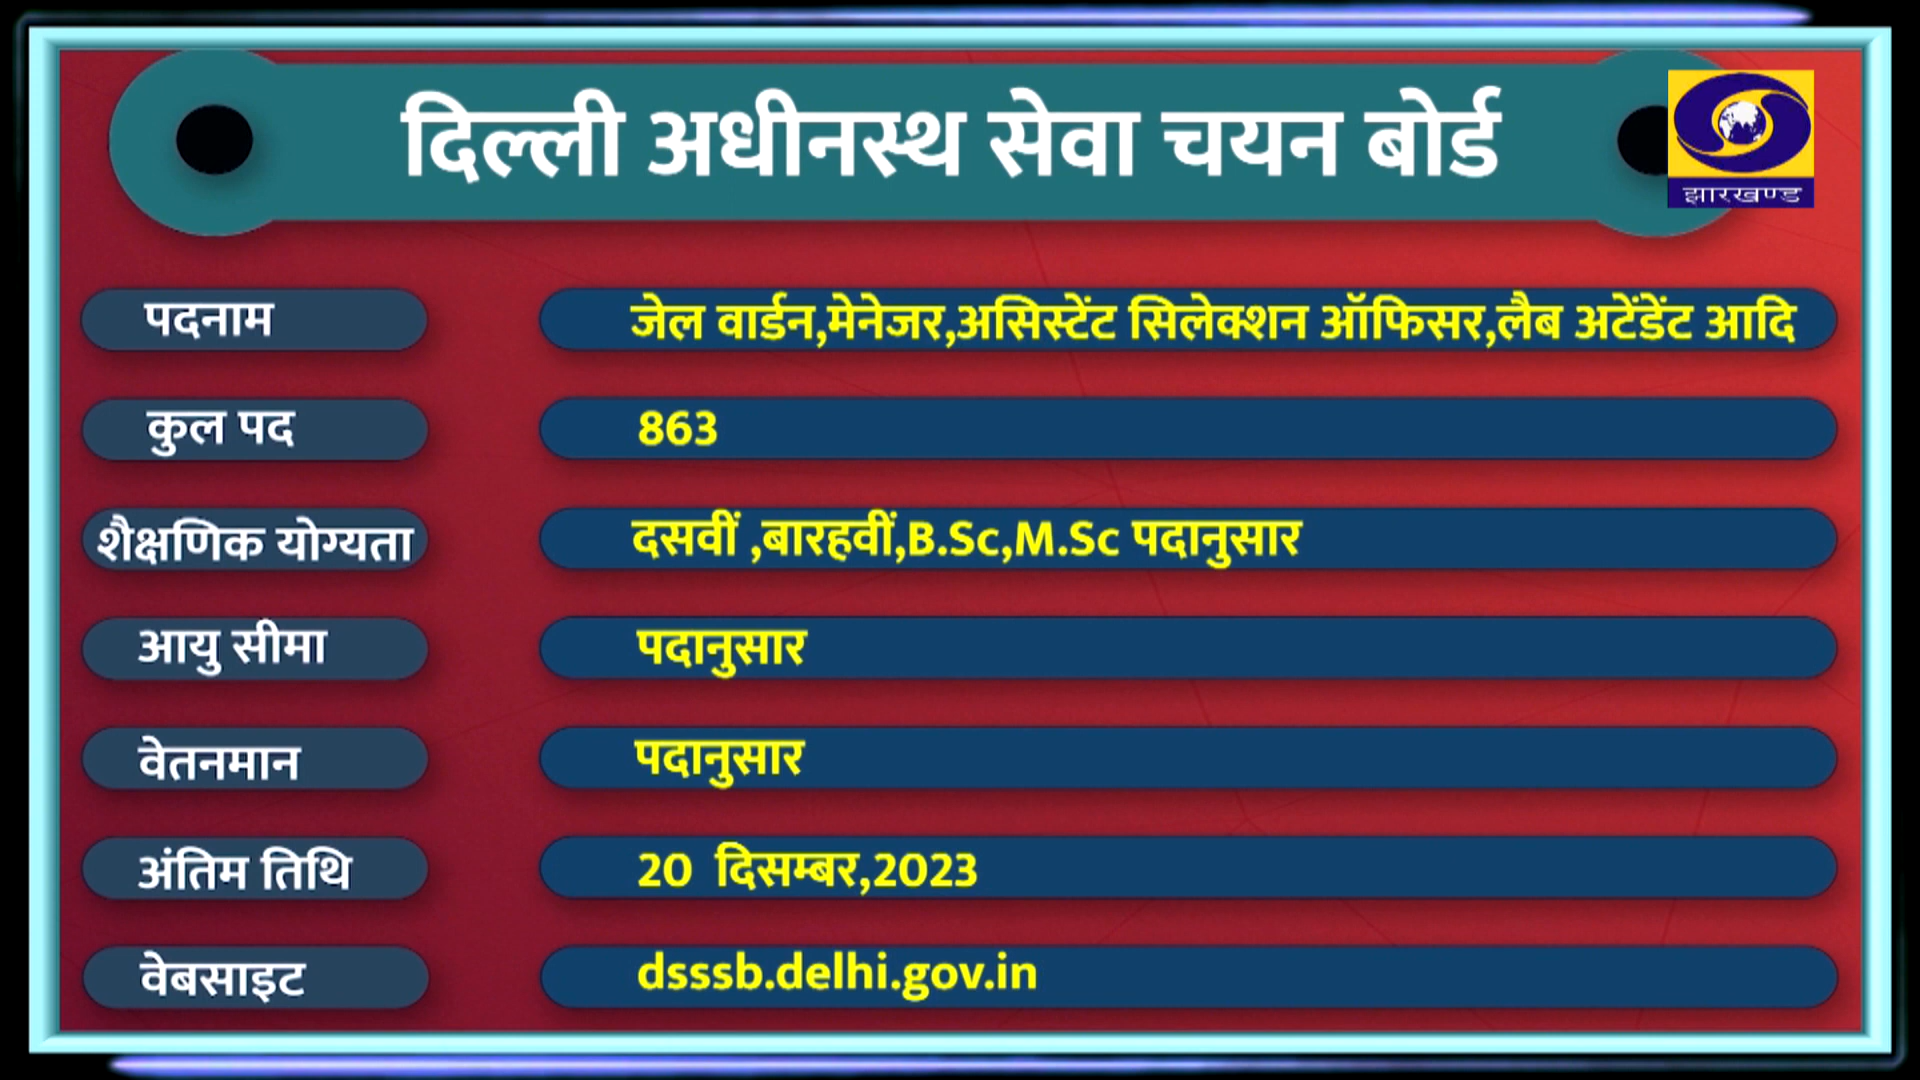 दिल्ली अधीनस्थ सेवा चयन बोर्ड
झारखण्ड
पदनाम जेल वार्डन,मेनेजर,असिस्टेंट सिलेक्शन ऑफिसर,लैब अटेंडेंट आदि
कुल पद 863
शैक्षणिक योग्यता दसवीं ,बारहवीं,B.Sc,M.Sc पदानुसार
आयु सीमा पदानुसार
वेतनमान पदानुसार
अंतिम तिथि 20 दिसम्बर,2023
वेबसाइट dsssb.delhi.gov.in